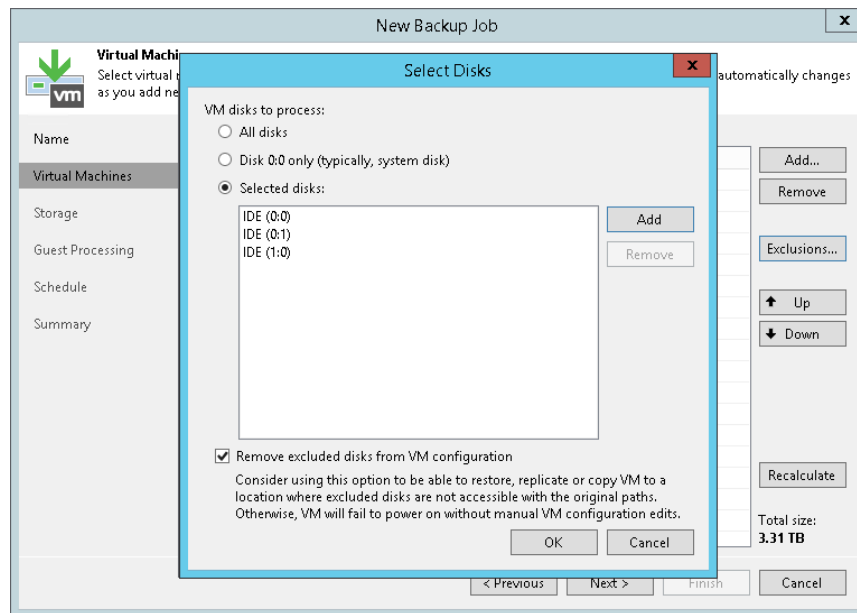 New Backup Job
x
Virtual Machin
Select virtual
automatically changes
as you add ne
vm
Name
Virtual Machines
Storage
Guest Processing
Schedule
Summary
Select Disks
x
VM disks to process:
All disks
Disk 0:0 only (typically, system disk)
Selected disks:
IDE (0:0)
IDE (0:1)
IDE (1:0)
Add
Remove
Remove excluded disks from VM configuration
Consider using this option to be able to restore, replicate or copy VM to a
location where excluded disks are not accessible with the original paths.
Otherwise, VM will fail to power on without manual VM configuration edits.
OK
Cancel
Add...
Remove
Exclusions...
Up
Down
Recalculate
Total size:
3.31 TB
< Previous
Next >
Finish
Cancel